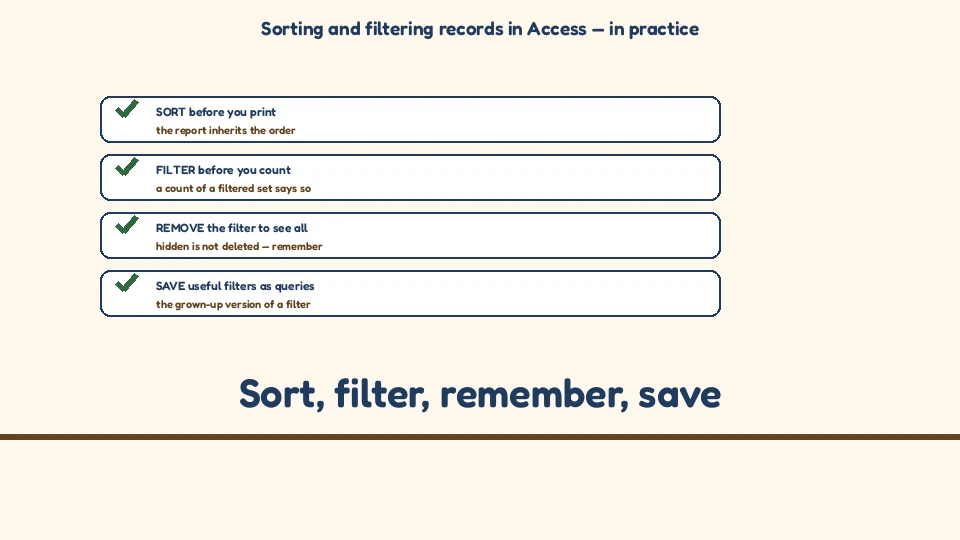 Sorting and filtering records in Access — in practice
SORT before you print
the report inherits the order
FILTER before you count
a count of a filtered set says so
REMOVE the filter to see all
hidden is not deleted — remember
SAVE useful filters as queries
the grown-up version of a filter
Sort, filter, remember, save